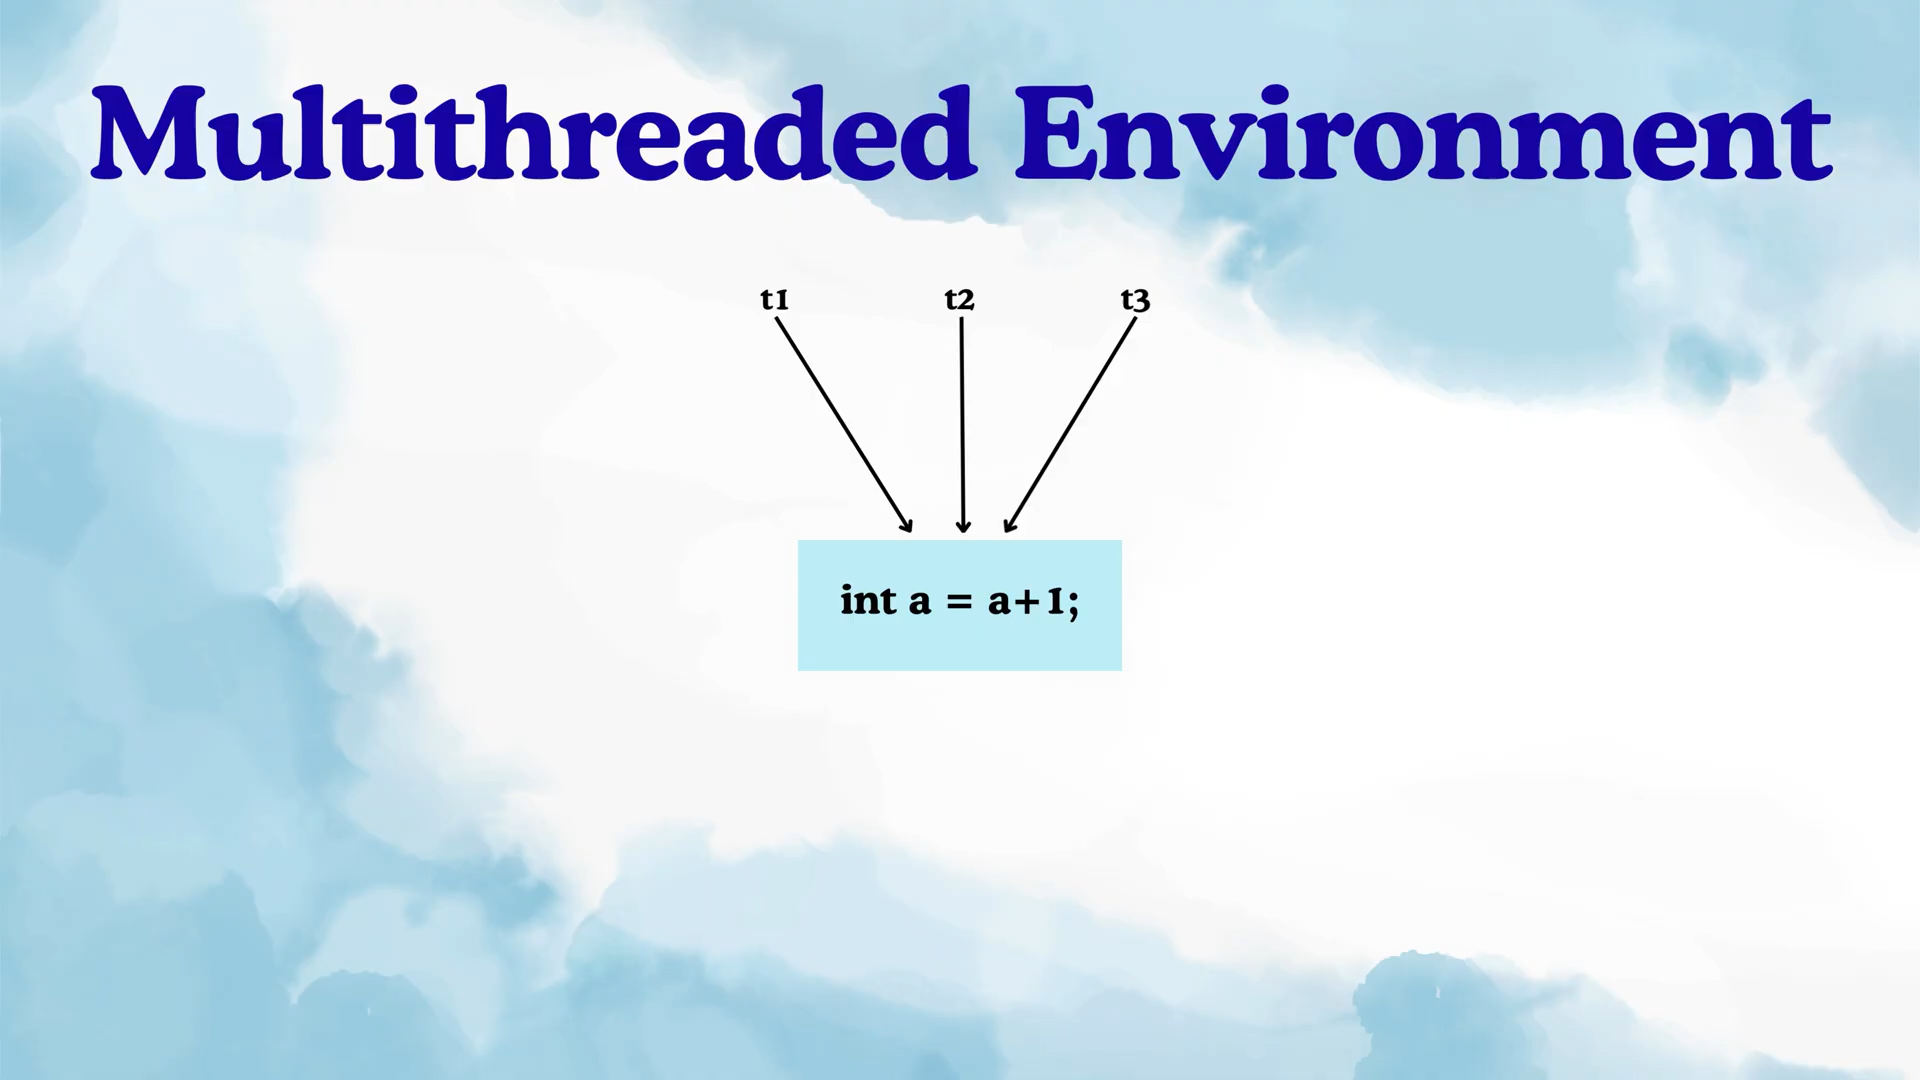 Multithreaded Environment
t1 t2 t3
int a = a+1;